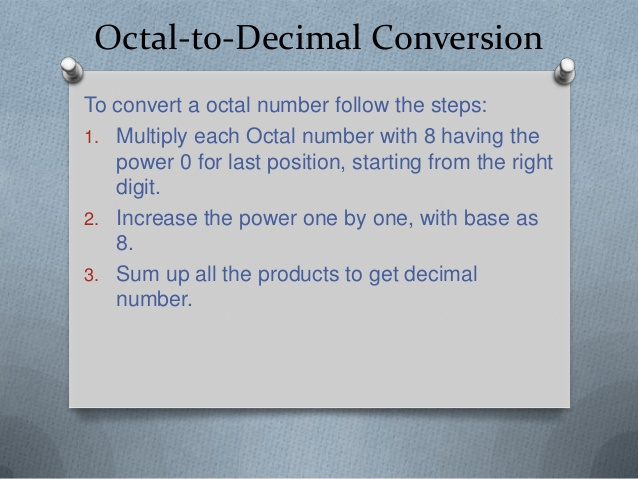 Octal-to-Decimal Conversion
To convert a octal number follow the steps:
1. Multiply each Octal number with 8 having the
power 0 for last position, starting from the right
digit.
2. Increase the power one by one, with base as
8.
3. Sum up all the products to get decimal
number.